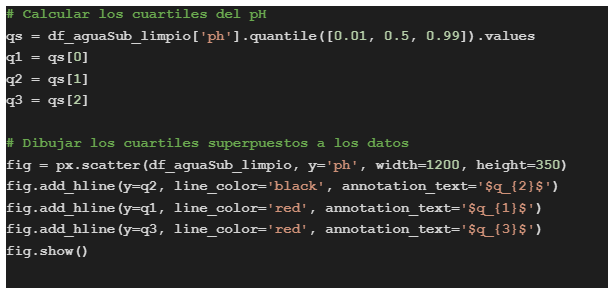 # Calcular los cuartiles del pH
qs = df_aguaSub_limpio['ph'].quantile([0.01, 0.5, 0.99]).values
q1 = qs[0]
q2 = qs[1]
q3 = qs[2]
# Dibujar los cuartiles superpuestos a los datos
fig = px.scatter(df_aguaSub_limpio, y='ph', width=1200, height=350)
fig.add_hline(y=q2, line_color='black', annotation_text='$q_{2}$')
fig.add_hline(y=q1, line_color='red', annotation_text='$q_{1}$')
fig.add_hline(y=q3, line_color='red', annotation_text='$q_{3}$')
fig.show()